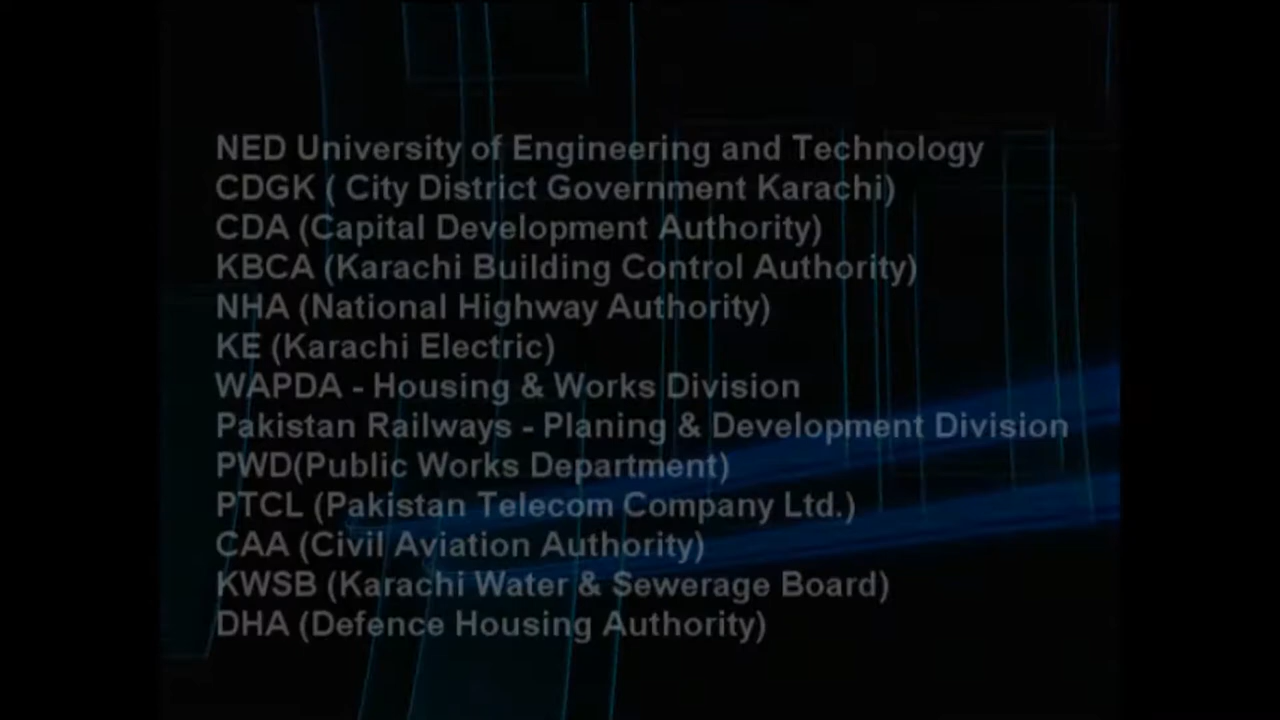 NED University of Engineering and Technology
CDGK ( City District Government Karachi)
CDA (Capital Development Authority)
KBCA (Karachi Building Control Authority)
NHA (National Highway Authority)
KE (Karachi Electric)
WAPDA - Housing & Works Division
Pakistan Railways - Planing & Development Division
PWD(Public Works Department)
PTCL (Pakistan Telecom Company Ltd.)
CAA (Civil Aviation Authority)
KWSB (Karachi Water & Sewerage Board)
DHA (Defence Housing Authority)